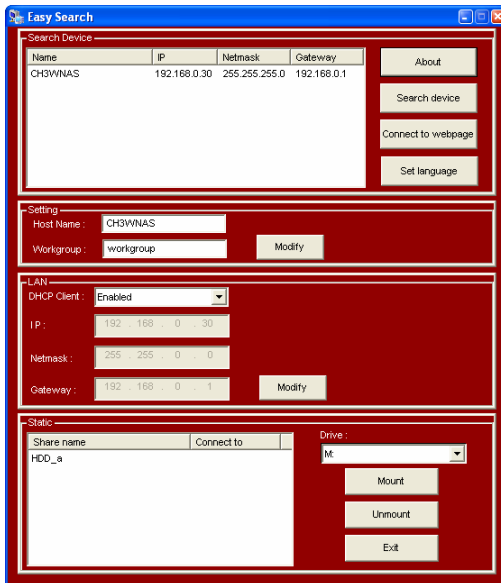 Easy Search
Search Device
Name IP Netmask Gateway
CH3WNAS 192.168.0.30 255.255.255.0 192.168.0.1
About
Search device
Connect to webpage
Set language
Setting
Host Name : CH3WNAS
Workgroup : workgroup
Modify
LAN
DHCP Client : Enabled
IP : 192 . 168 . 0 . 30
Netmask : 255 . 255 . 0 . 0
Gateway : 192 . 168 . 0 . 1
Modify
Static
Share name Connect to
HDD_a
Drive :
M:
Mount
Unmount
Exit